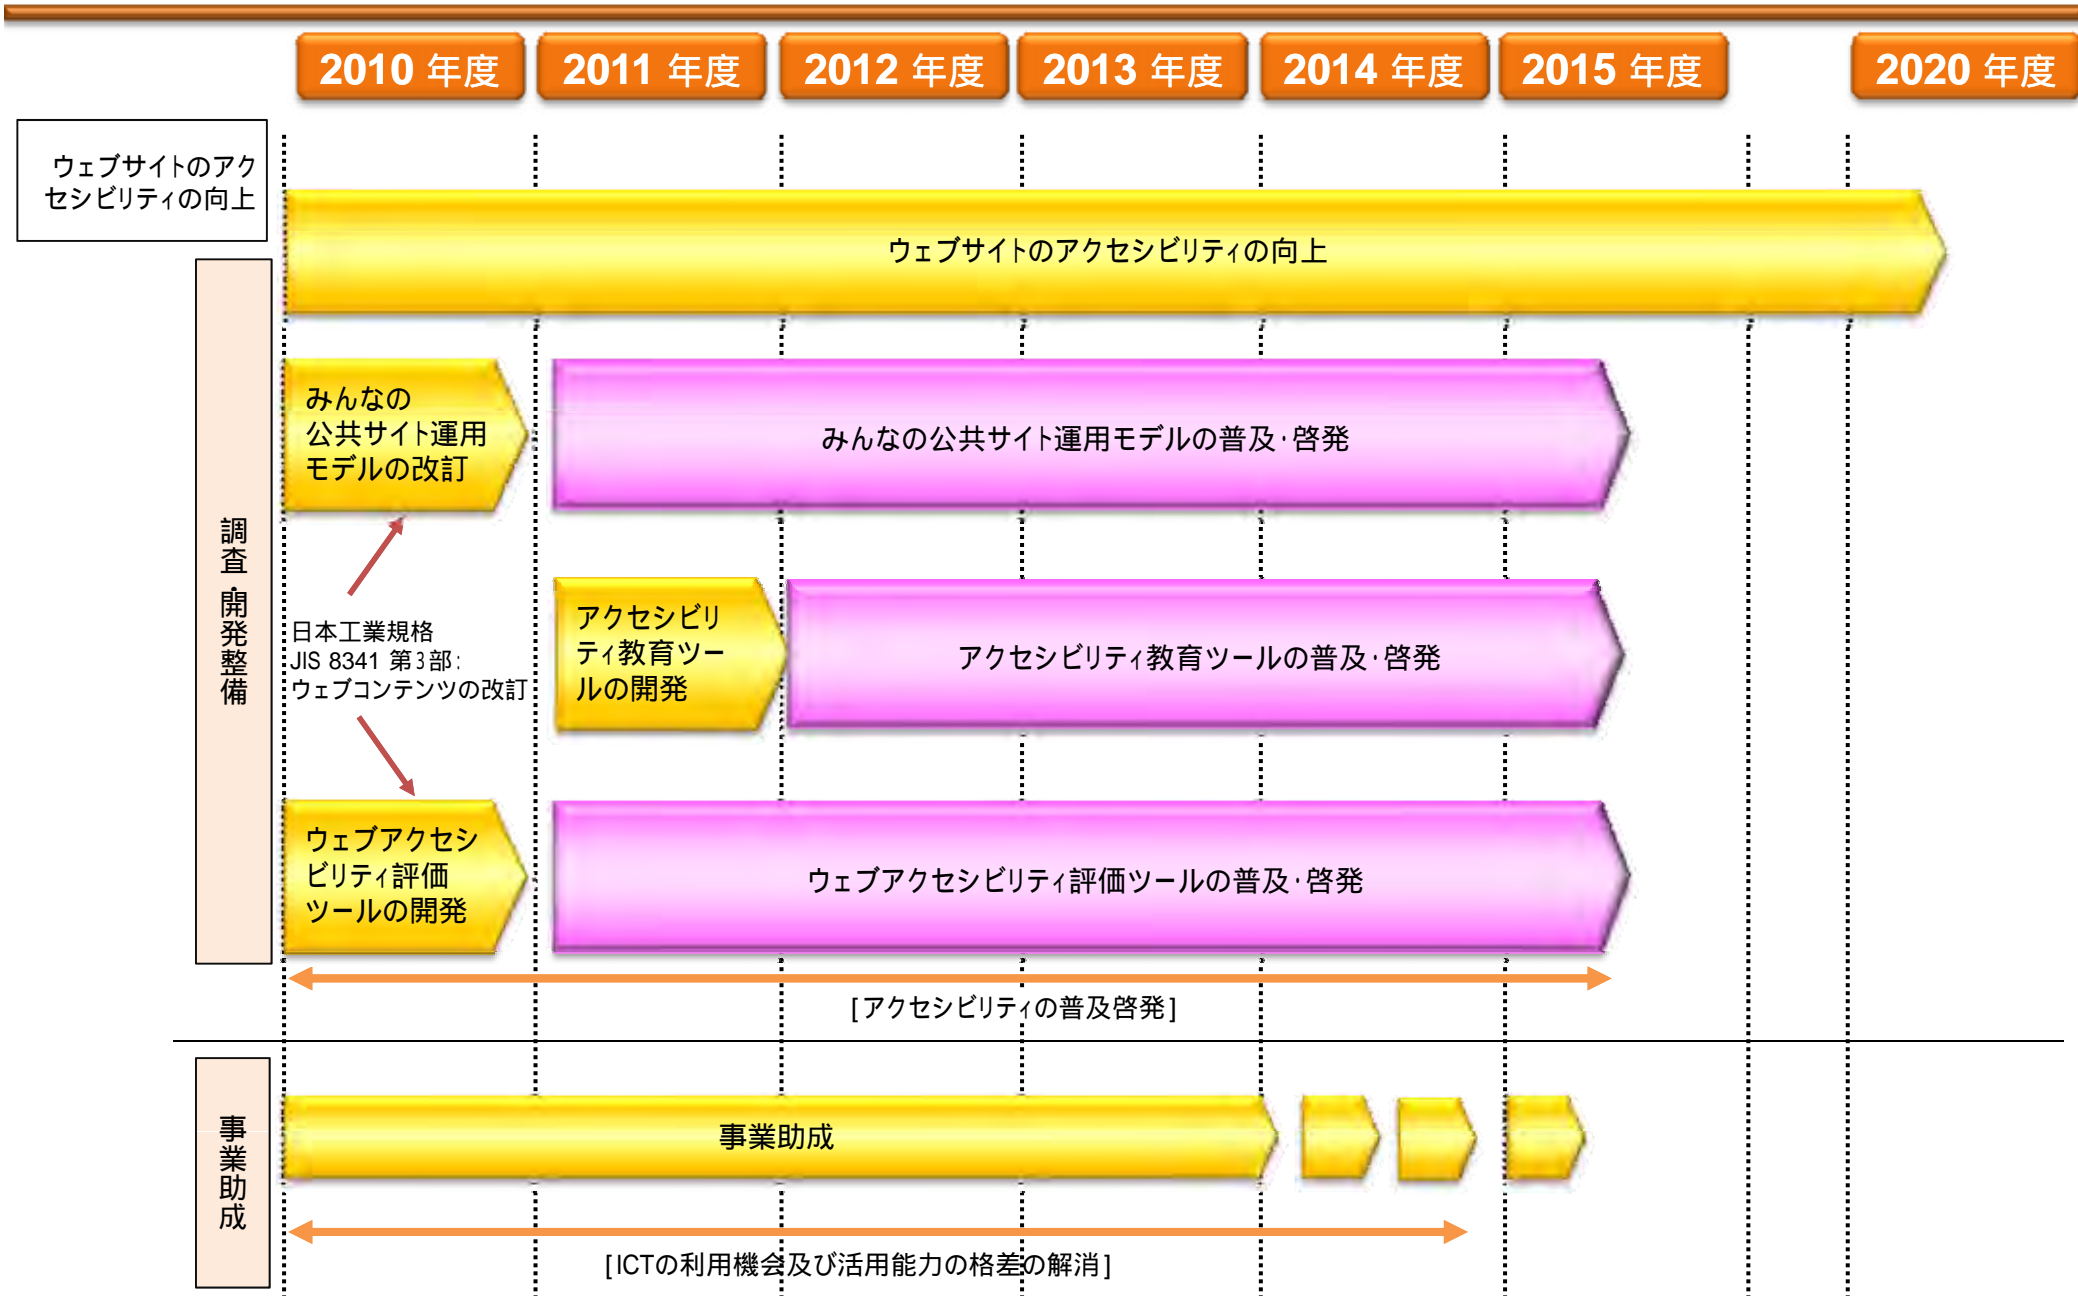 2010 年度
2011 年度
2012 年度
2013 年度
2014 年度
2015 年度
2020 年度
ウェブサイトのアク
セシビリティの向上
ウェブサイトのアクセシビリティの向上
調査・開発整備
みんなの
公共サイト運用
モデルの改訂
みんなの公共サイト運用モデルの普及・啓発
日本工業規格
JIS 8341 第3部:
ウェブコンテンツの改訂
アクセシビリ
ティ教育ツー
ルの開発
アクセシビリティ教育ツールの普及・啓発
ウェブアクセシ
ビリティ評価
ツールの開発
ウェブアクセシビリティ評価ツールの普及・啓発
[アクセシビリティの普及啓発]
事業助成
事業助成
[ICTの利用機会及び活用能力の格差の解消]